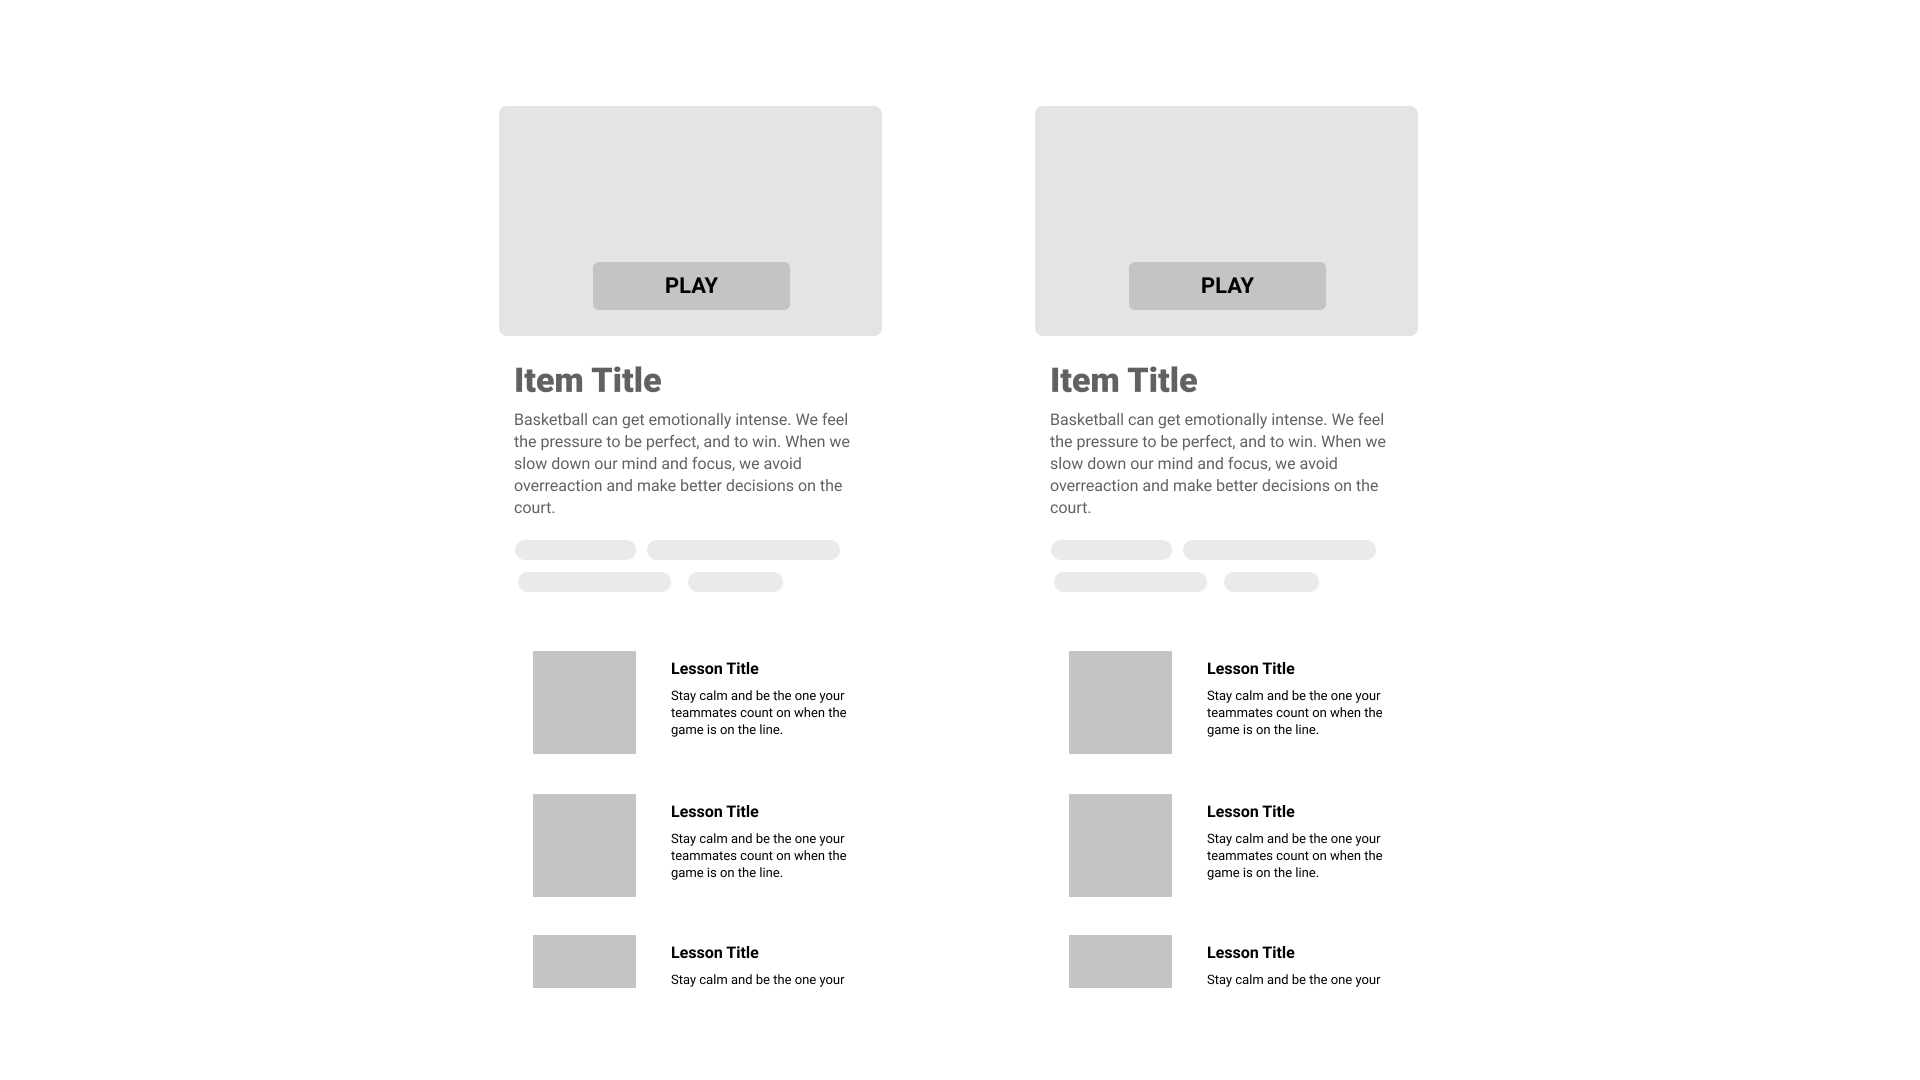 PLAY
Item Title
Basketball can get emotionally intense. We feel
the pressure to be perfect, and to win. When we
slow down our mind and focus, we avoid
overreaction and make better decisions on the
court.
Lesson Title
Stay calm and be the one your
teammates count on when the
game is on the line.
Lesson Title
Stay calm and be the one your
teammates count on when the
game is on the line.
Lesson Title
Stay calm and be the one your
PLAY
Item Title
Basketball can get emotionally intense. We feel
the pressure to be perfect, and to win. When we
slow down our mind and focus, we avoid
overreaction and make better decisions on the
court.
Lesson Title
Stay calm and be the one your
teammates count on when the
game is on the line.
Lesson Title
Stay calm and be the one your
teammates count on when the
game is on the line.
Lesson Title
Stay calm and be the one your